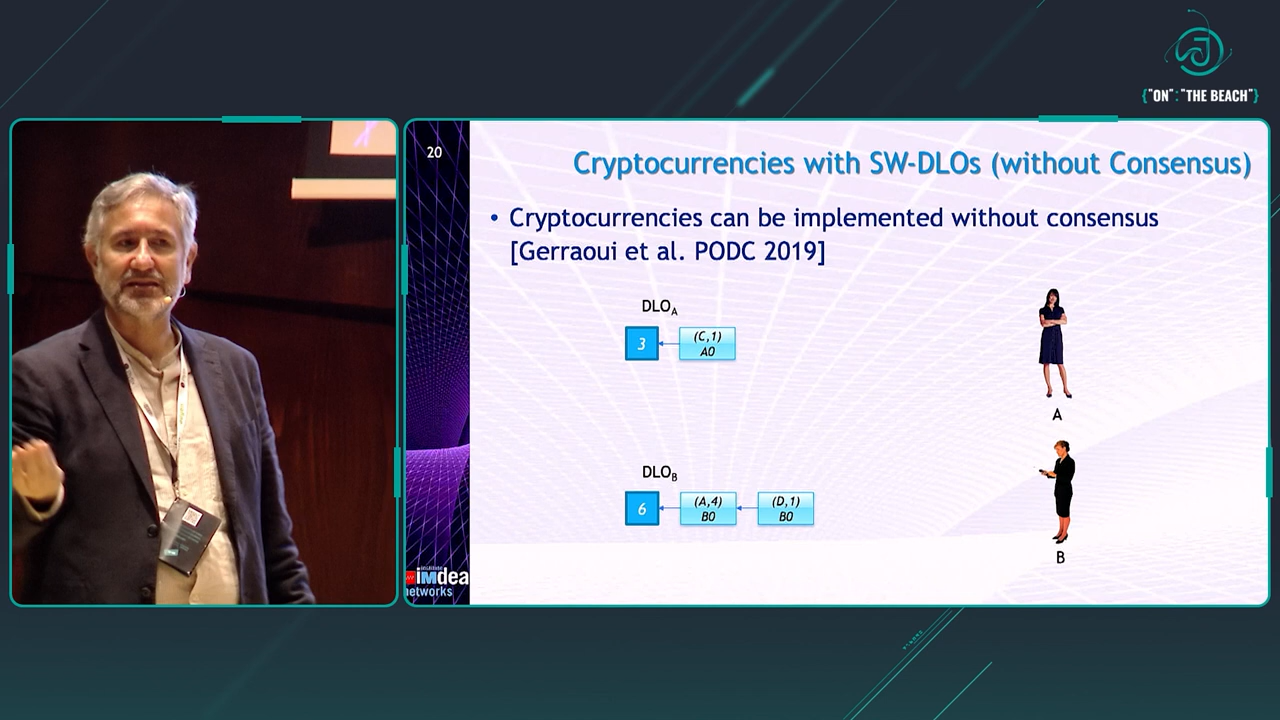 {"ON":"THE BEACH"}
20
Cryptocurrencies with SW-DLOs (without Consensus)
• Cryptocurrencies can be implemented without consensus
[Gerraoui et al. PODC 2019]
DLOA
3
(C,1)
A0
A
DLOB
6
(A,4)
B0
(D,1)
B0
B
institute
imdea
networks